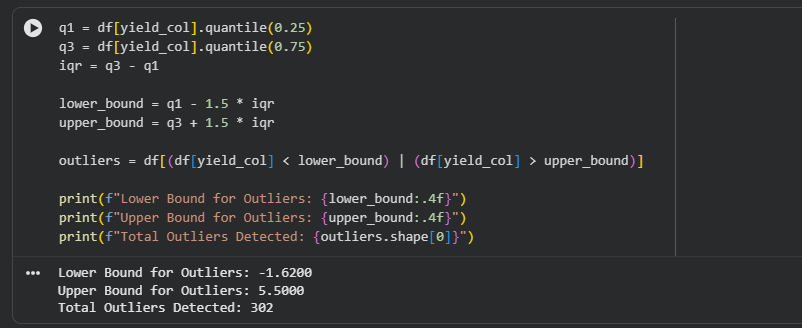 q1 = df[yield_col].quantile(0.25)
q3 = df[yield_col].quantile(0.75)
iqr = q3 - q1

lower_bound = q1 - 1.5 * iqr
upper_bound = q3 + 1.5 * iqr

outliers = df[(df[yield_col] < lower_bound) | (df[yield_col] > upper_bound)]

print(f"Lower Bound for Outliers: {lower_bound:.4f}")
print(f"Upper Bound for Outliers: {upper_bound:.4f}")
print(f"Total Outliers Detected: {outliers.shape[0]}")

Lower Bound for Outliers: -1.6200
Upper Bound for Outliers: 5.5000
Total Outliers Detected: 302